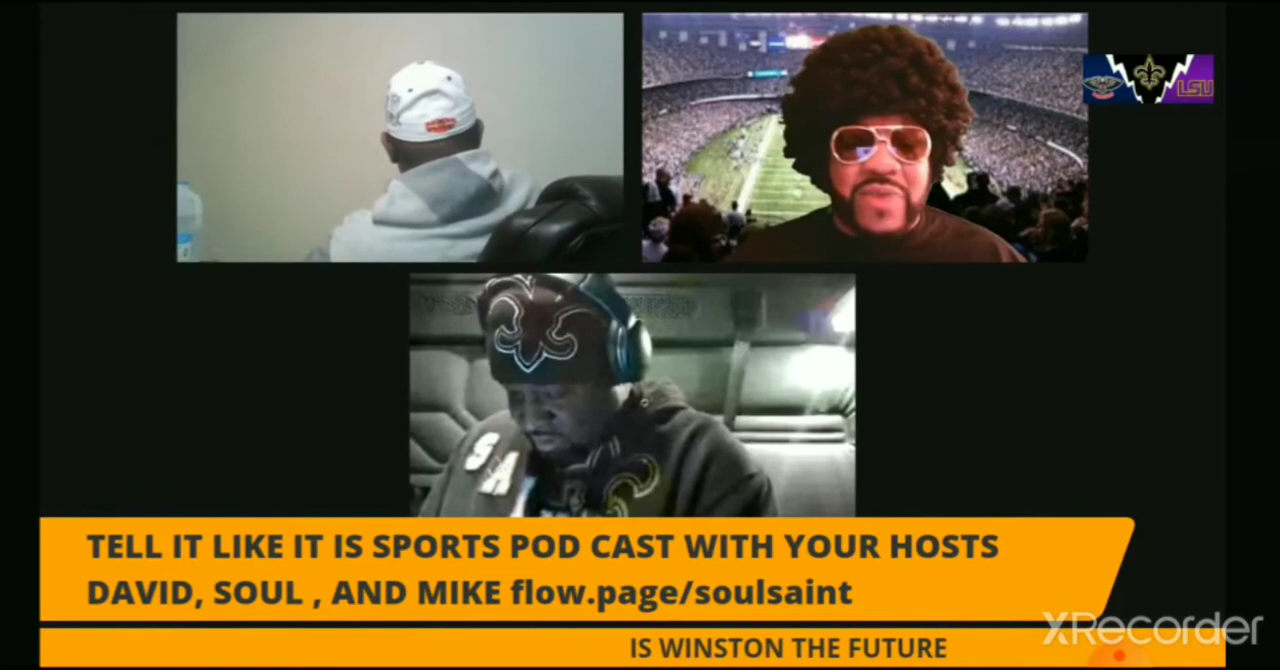 LSU
SA
TELL IT LIKE IT IS SPORTS POD CAST WITH YOUR HOSTS
DAVID, SOUL , AND MIKE flow.page/soulsaint
XRecorder
IS WINSTON THE FUTURE